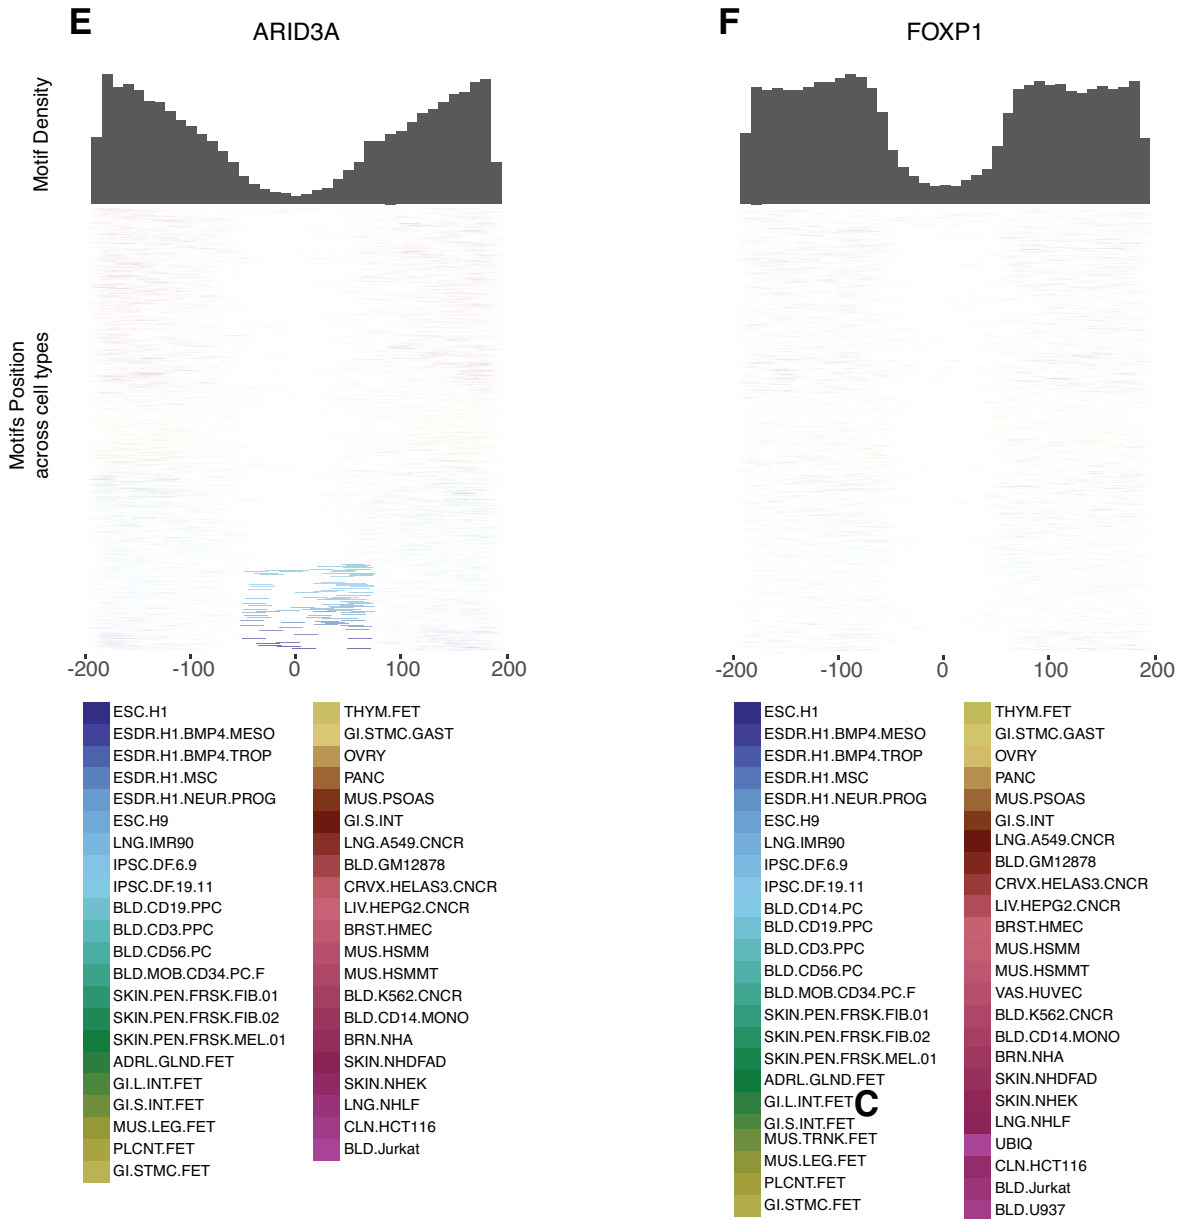 E
ARID3A
Motif Density
Motifs Position
across cell types
-200 -100 0 100 200
ESC.H1
ESDR.H1.BMP4.MESO
ESDR.H1.BMP4.TROP
ESDR.H1.MSC
ESDR.H1.NEUR.PROG
ESC.H9
LNG.IMR90
IPSC.DF.6.9
IPSC.DF.19.11
BLD.CD19.PPC
BLD.CD3.PPC
BLD.CD56.PC
BLD.MOB.CD34.PC.F
SKIN.PEN.FRSK.FIB.01
SKIN.PEN.FRSK.FIB.02
SKIN.PEN.FRSK.MEL.01
ADRL.GLND.FET
GI.L.INT.FET
GI.S.INT.FET
MUS.LEG.FET
PLCNT.FET
GI.STMC.FET
THYM.FET
GI.STMC.GAST
OVRY
PANC
MUS.PSOAS
GI.S.INT
LNG.A549.CNCR
BLD.GM12878
CRVX.HELAS3.CNCR
LIV.HEPG2.CNCR
BRST.HMEC
MUS.HSMM
MUS.HSMMT
BLD.K562.CNCR
BLD.CD14.MONO
BRN.NHA
SKIN.NHDFAD
SKIN.NHEK
LNG.NHLF
CLN.HCT116
BLD.Jurkat
F
FOXP1
-200 -100 0 100 200
ESC.H1
ESDR.H1.BMP4.MESO
ESDR.H1.BMP4.TROP
ESDR.H1.MSC
ESDR.H1.NEUR.PROG
ESC.H9
LNG.IMR90
IPSC.DF.6.9
IPSC.DF.19.11
BLD.CD14.PC
BLD.CD19.PPC
BLD.CD3.PPC
BLD.CD56.PC
BLD.MOB.CD34.PC.F
SKIN.PEN.FRSK.FIB.01
SKIN.PEN.FRSK.FIB.02
SKIN.PEN.FRSK.MEL.01
ADRL.GLND.FET
GI.L.INT.FET
C
GI.S.INT.FET
MUS.TRNK.FET
MUS.LEG.FET
PLCNT.FET
GI.STMC.FET
THYM.FET
GI.STMC.GAST
OVRY
PANC
MUS.PSOAS
GI.S.INT
LNG.A549.CNCR
BLD.GM12878
CRVX.HELAS3.CNCR
LIV.HEPG2.CNCR
BRST.HMEC
MUS.HSMM
MUS.HSMMT
VAS.HUVEC
BLD.K562.CNCR
BLD.CD14.MONO
BRN.NHA
SKIN.NHDFAD
SKIN.NHEK
LNG.NHLF
UBIQ
CLN.HCT116
BLD.Jurkat
BLD.U937